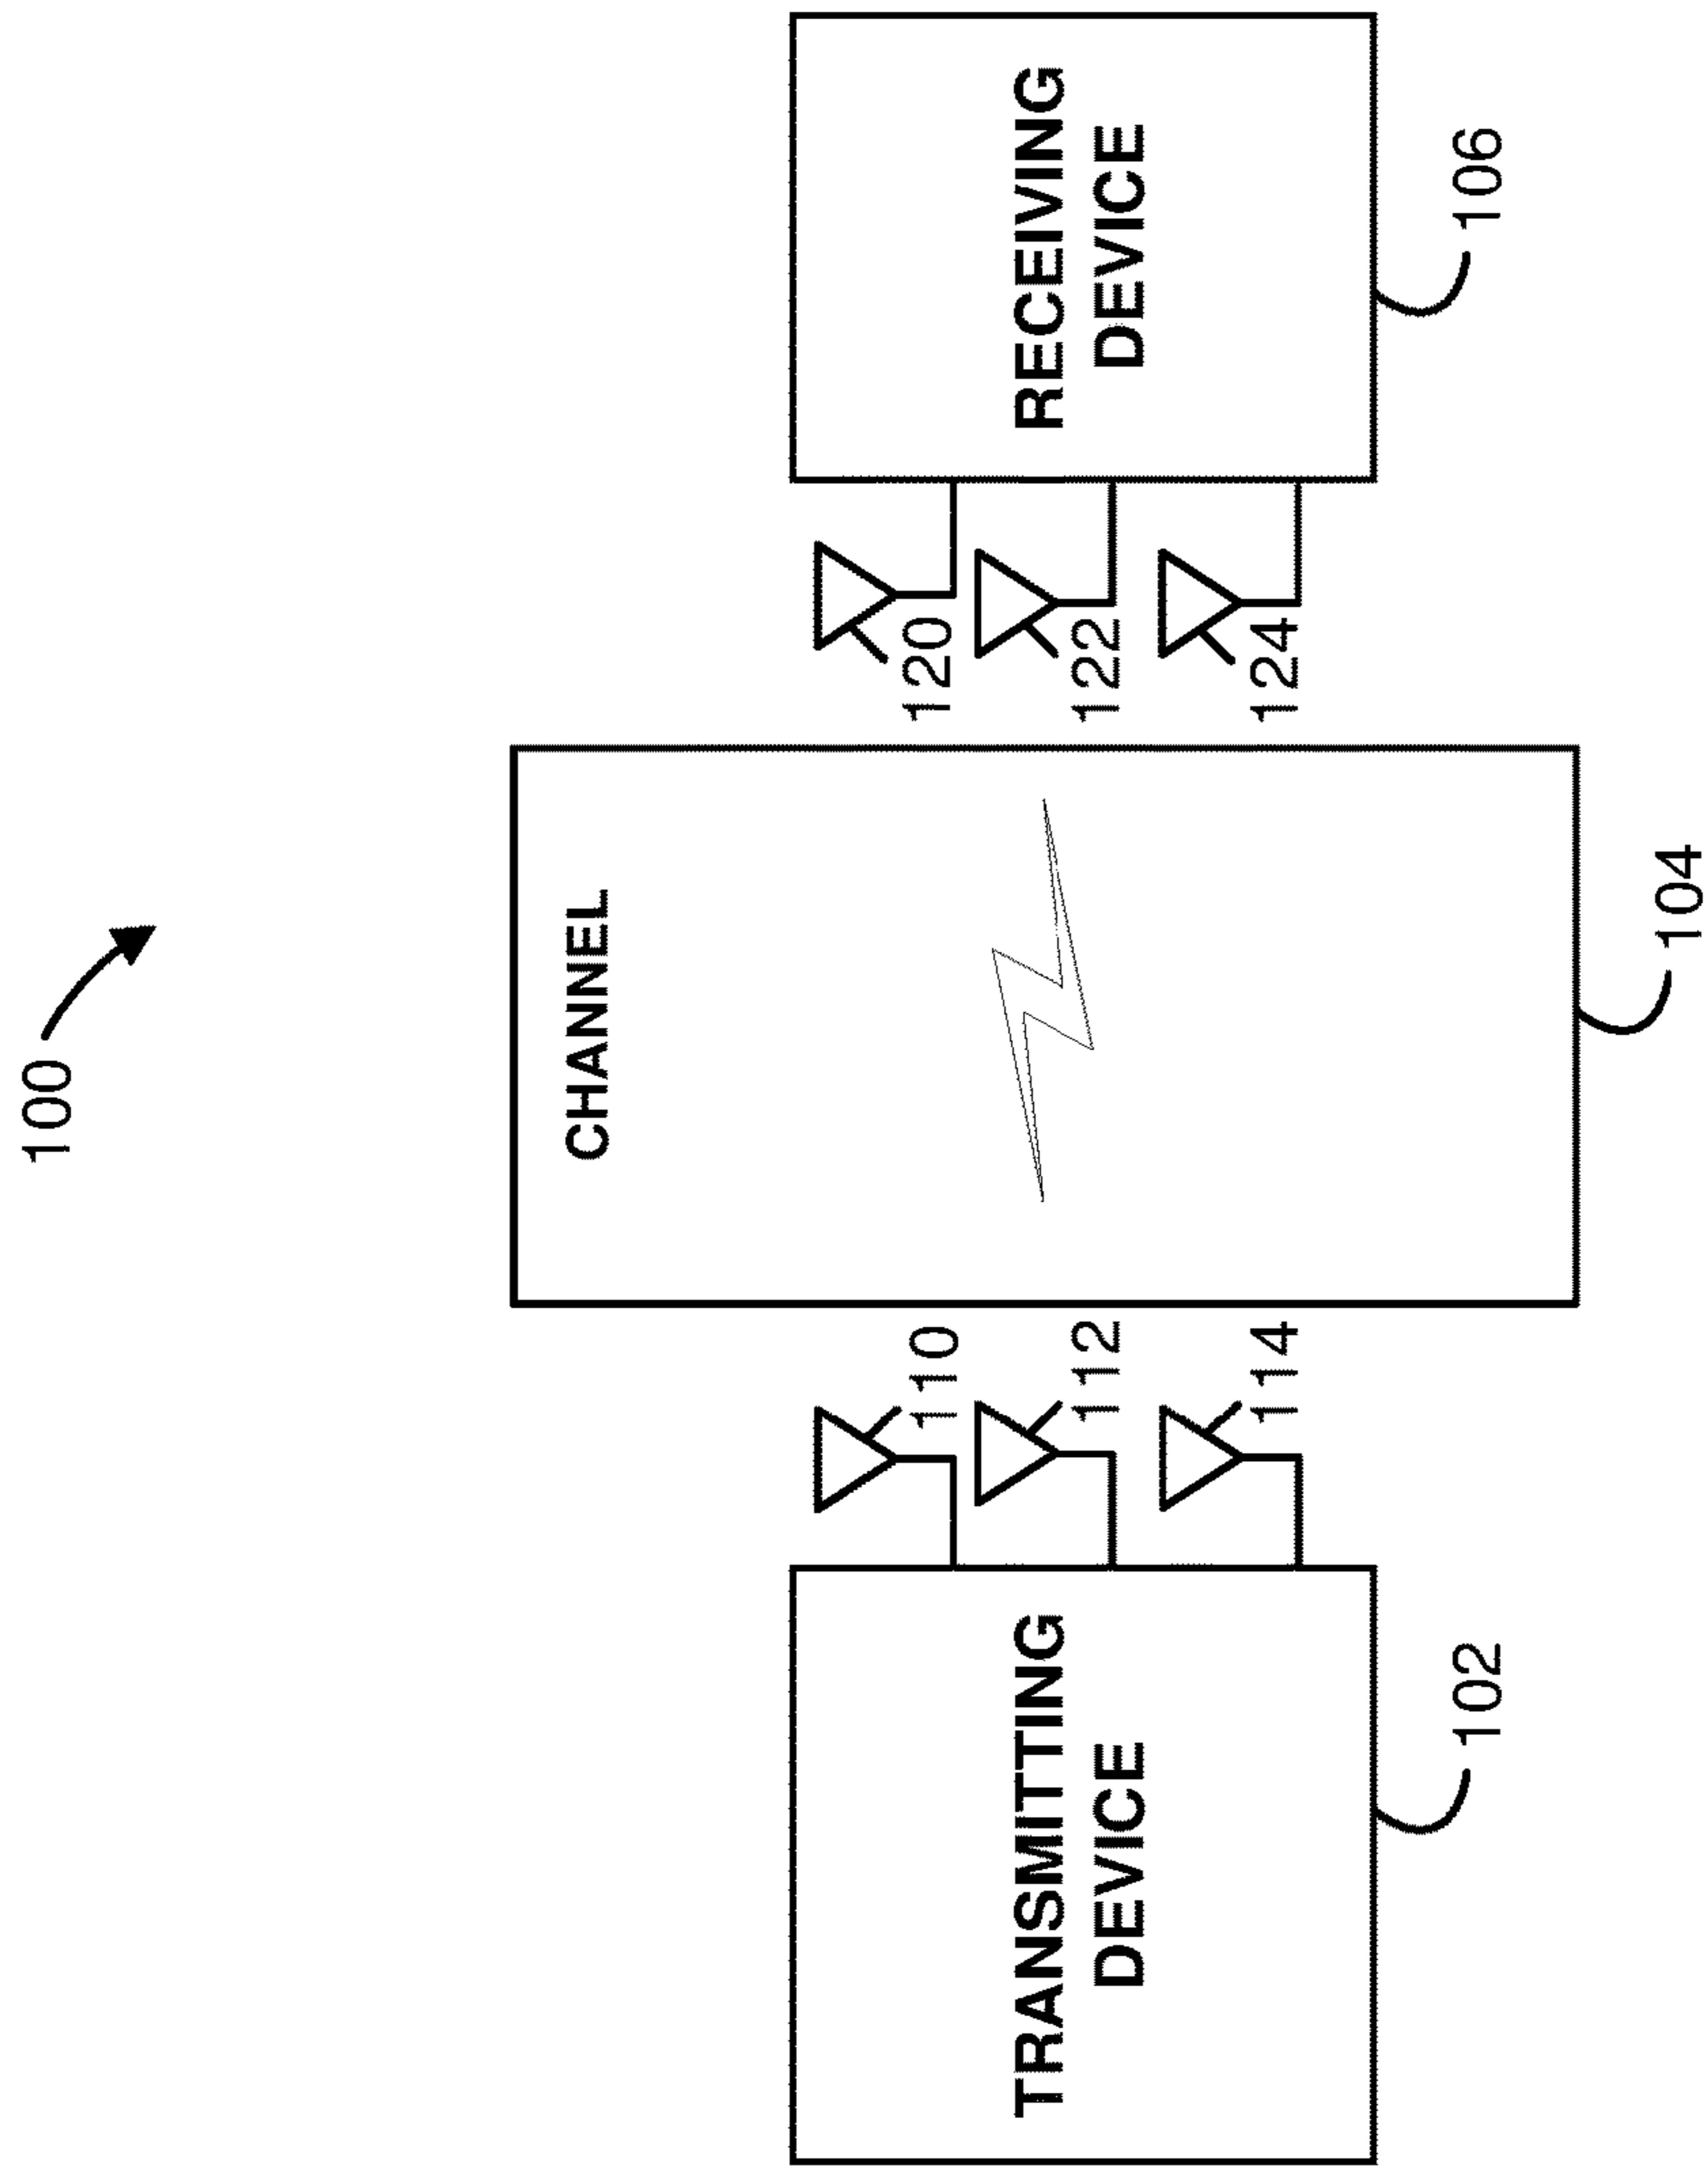 100
CHANNEL
TRANSMITTING
DEVICE
RECEIVING
DEVICE
110
112
114
120
122
124
102
104
106